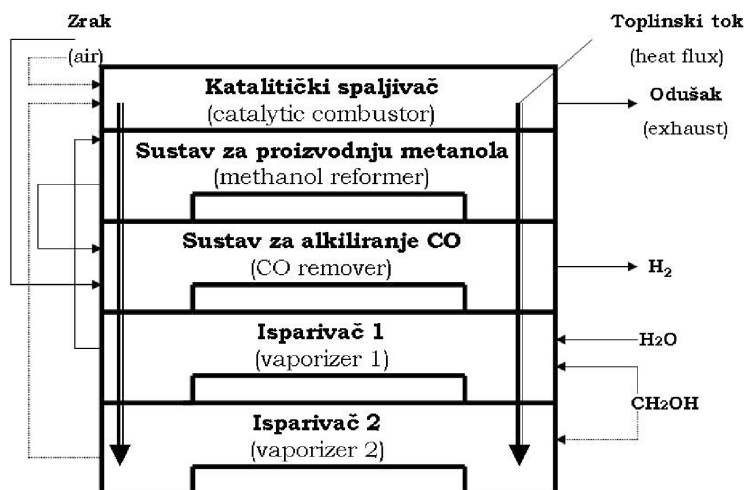 Zrak
(air)
Toplinski tok
(heat flux)
Katalitički spaljivač
(catalytic combustor)
Odušak
(exhaust)
Sustav za proizvodnju metanola
(methanol reformer)
Sustav za alkiliranje CO
(CO remover)
H₂
Isparivač 1
(vaporizer 1)
H₂O
CH₂OH
Isparivač 2
(vaporizer 2)